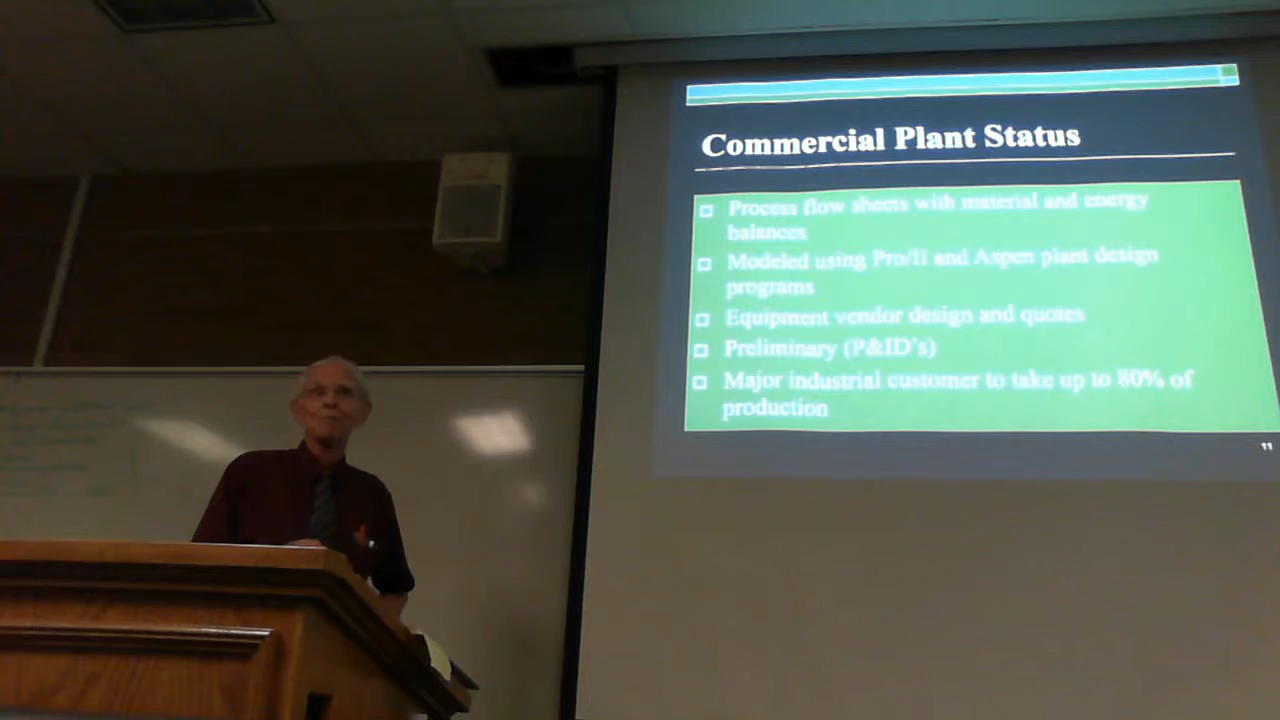 Commercial Plant Status
Process flow sheets with material and energy
balances
Modeled using Pro/II and Aspen plant design
programs
Equipment vendor design and quotes
Preliminary (P&ID's)
Major industrial customer to take up to 80% of
production
11